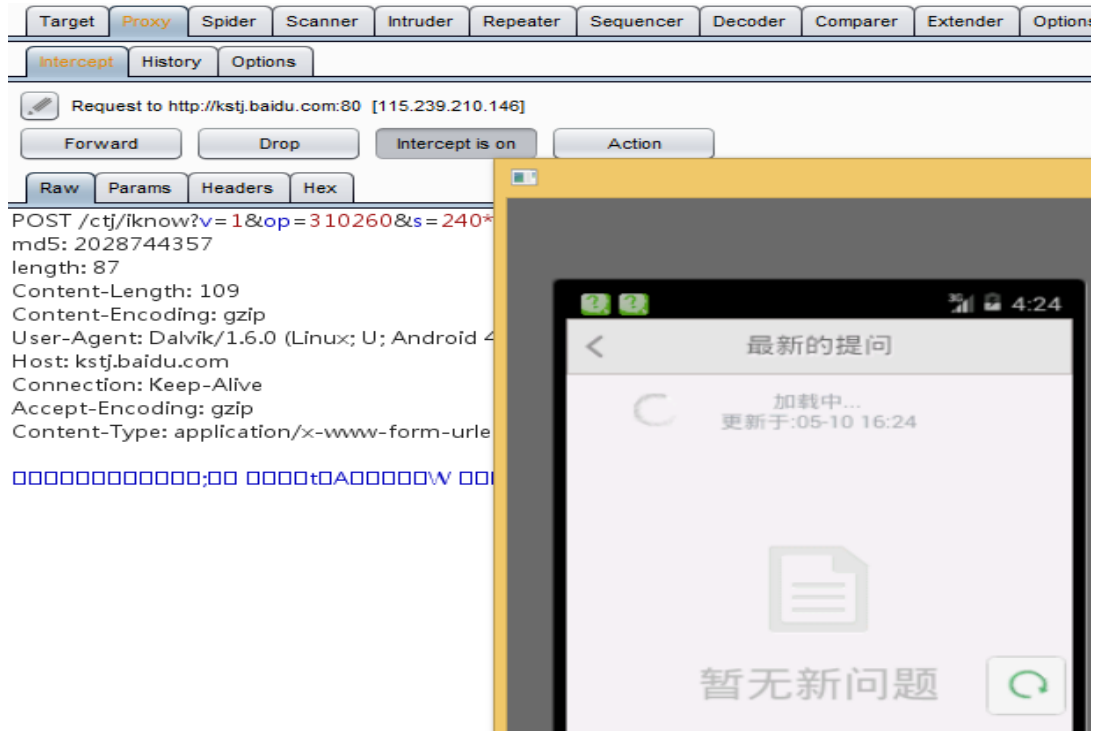 Target Proxy Spider Scanner Intruder Repeater Sequencer Decoder Comparer Extender Options
Intercept History Options
Request to http://kstj.baidu.com:80 [115.239.210.146]
Forward Drop Intercept is on Action
Raw Params Headers Hex
POST /ctj/iknow?v=1&op=310260&s=240*
md5: 2028744357
length: 87
Content-Length: 109
Content-Encoding: gzip
User-Agent: Dalvik/1.6.0 (Linux; U; Android 4
Host: kstj.baidu.com
Connection: Keep-Alive
Accept-Encoding: gzip
Content-Type: application/x-www-form-urle
3G 4:24
最新的提问
加载中...
更新于:05-10 16:24
暂无新问题